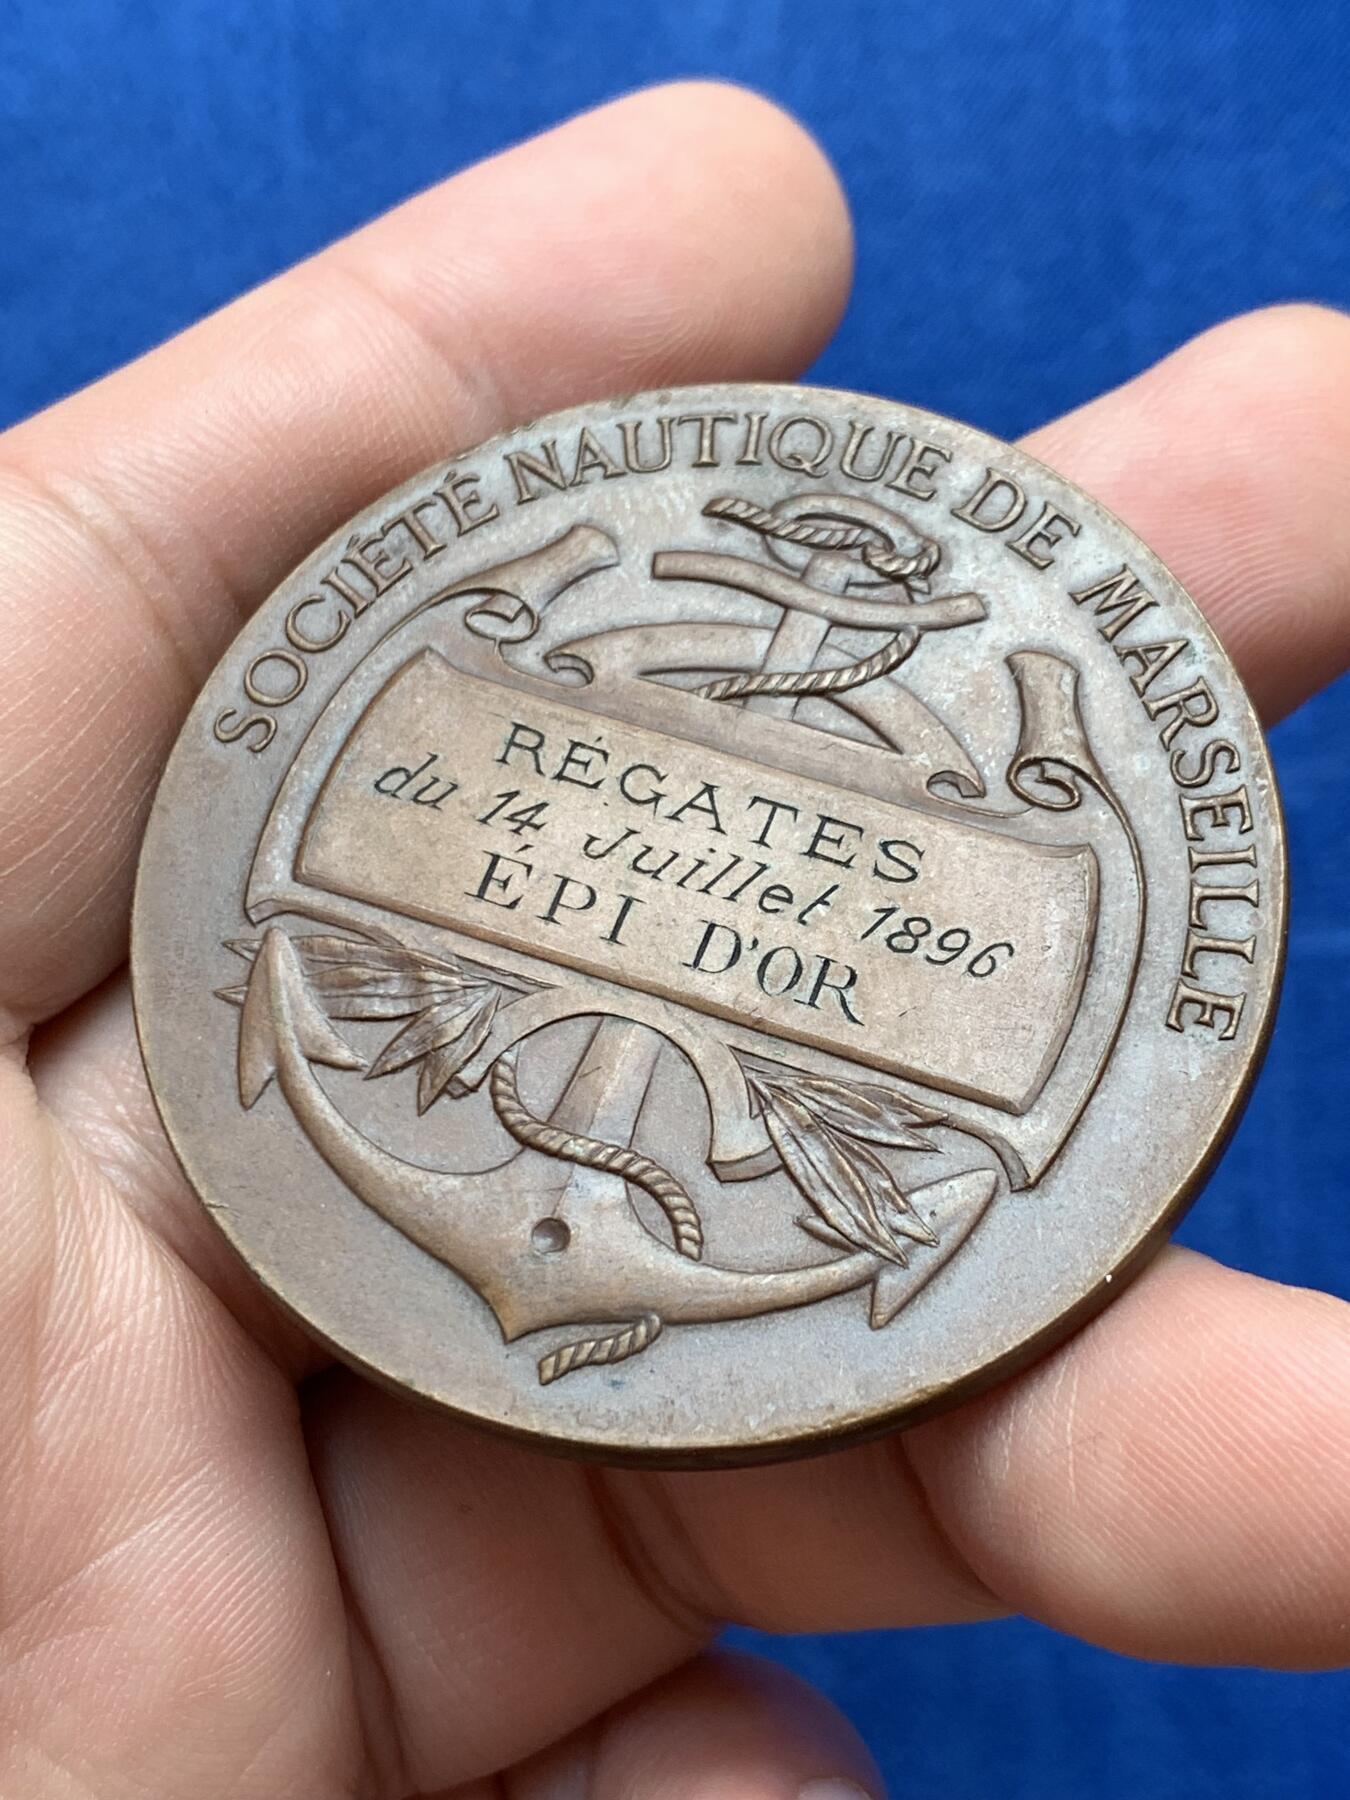 SOCIÉTÉ NAUTIQUE DE MARSEILLE
RÉGATES
du 14 Juillet 1896
ÉPI D'OR